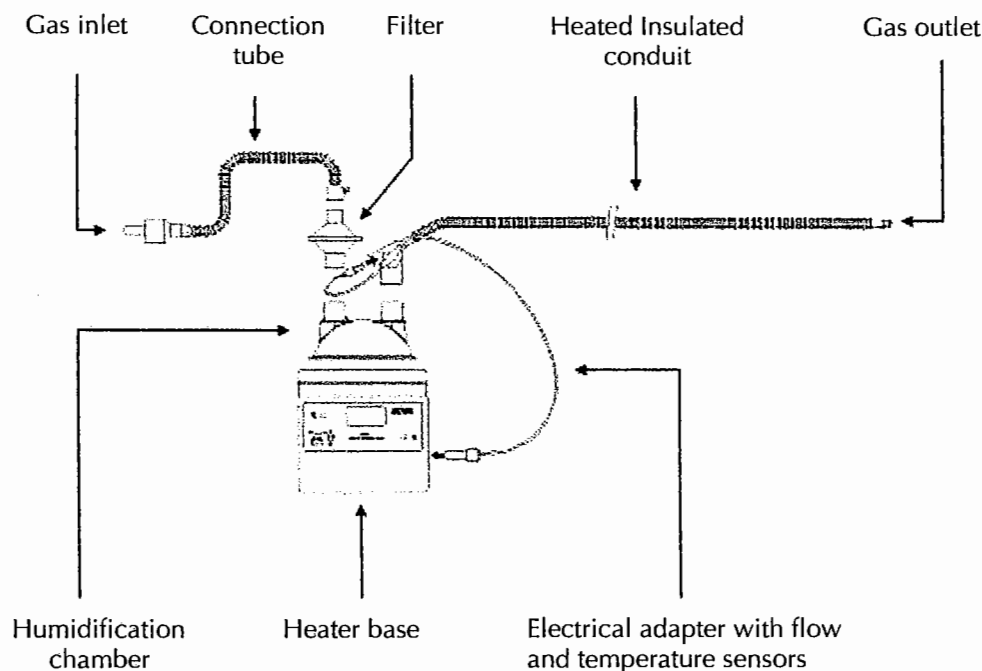 Gas inlet
Connection
tube
Filter
Heated Insulated
conduit
Gas outlet
Humidification
chamber
Heater base
Electrical adapter with flow
and temperature sensors